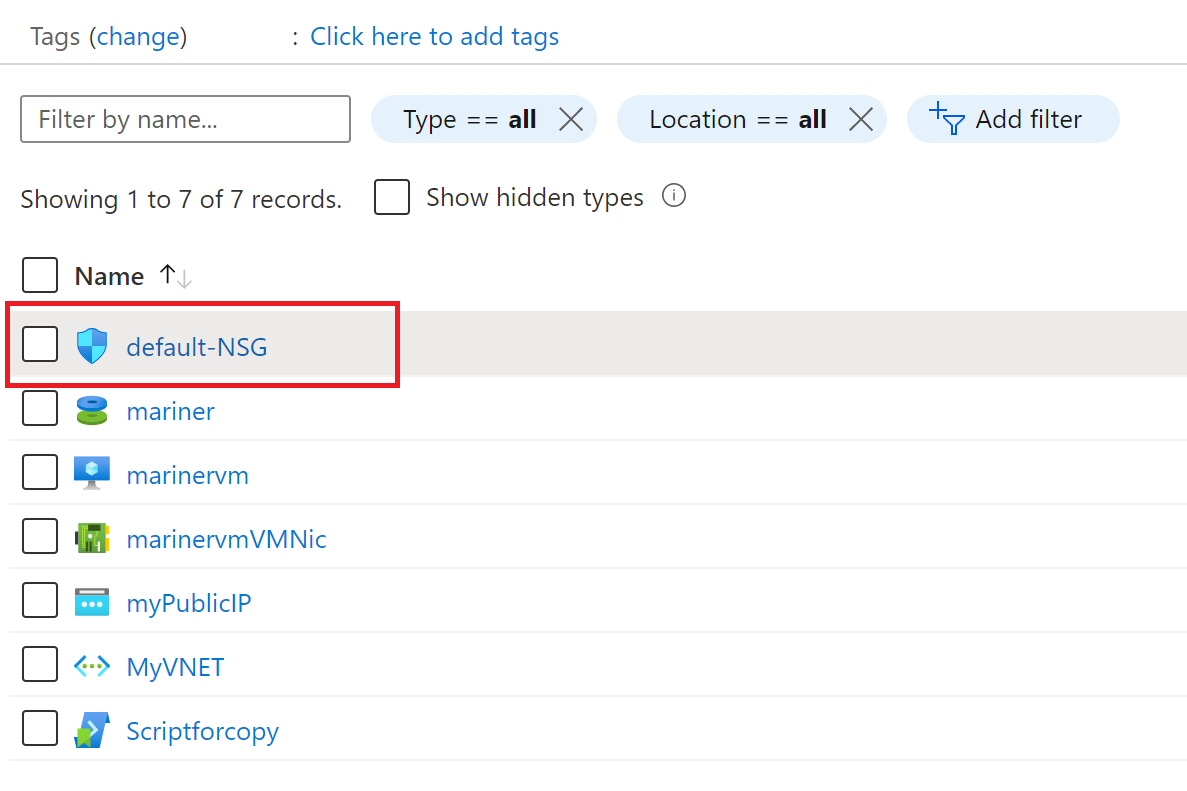 Tags (change) : Click here to add tags
Filter by name... Type == all Location == all Add filter
Showing 1 to 7 of 7 records. Show hidden types
Name
default-NSG
mariner
marinervm
marinervmVMNic
myPublicIP
MyVNET
Scriptforcopy